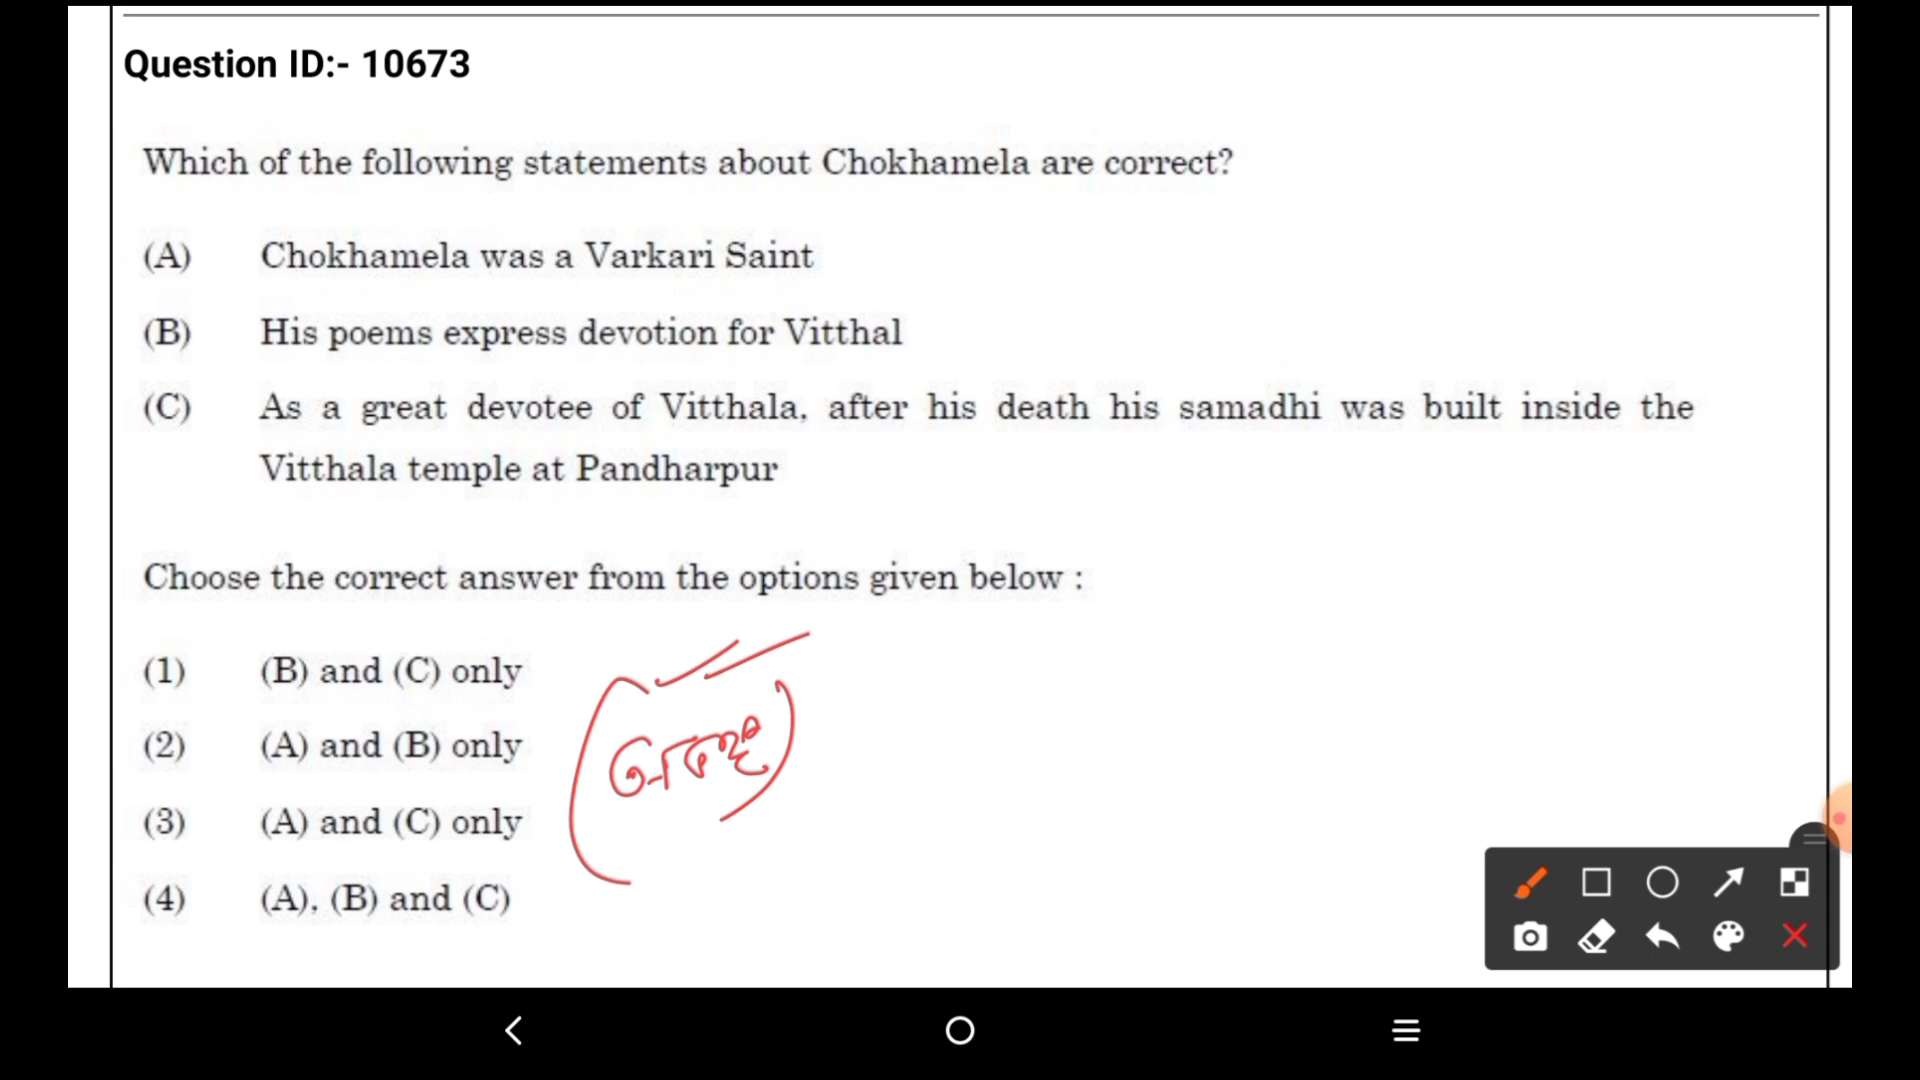 Question ID:- 10673
Which of the following statements about Chokhamela are correct?
(A) Chokhamela was a Varkari Saint
(B) His poems express devotion for Vitthal
(C) As a great devotee of Vitthala, after his death his samadhi was built inside the
Vitthala temple at Pandharpur
Choose the correct answer from the options given below :
(1) (B) and (C) only
(2) (A) and (B) only
(3) (A) and (C) only
(4) (A), (B) and (C)